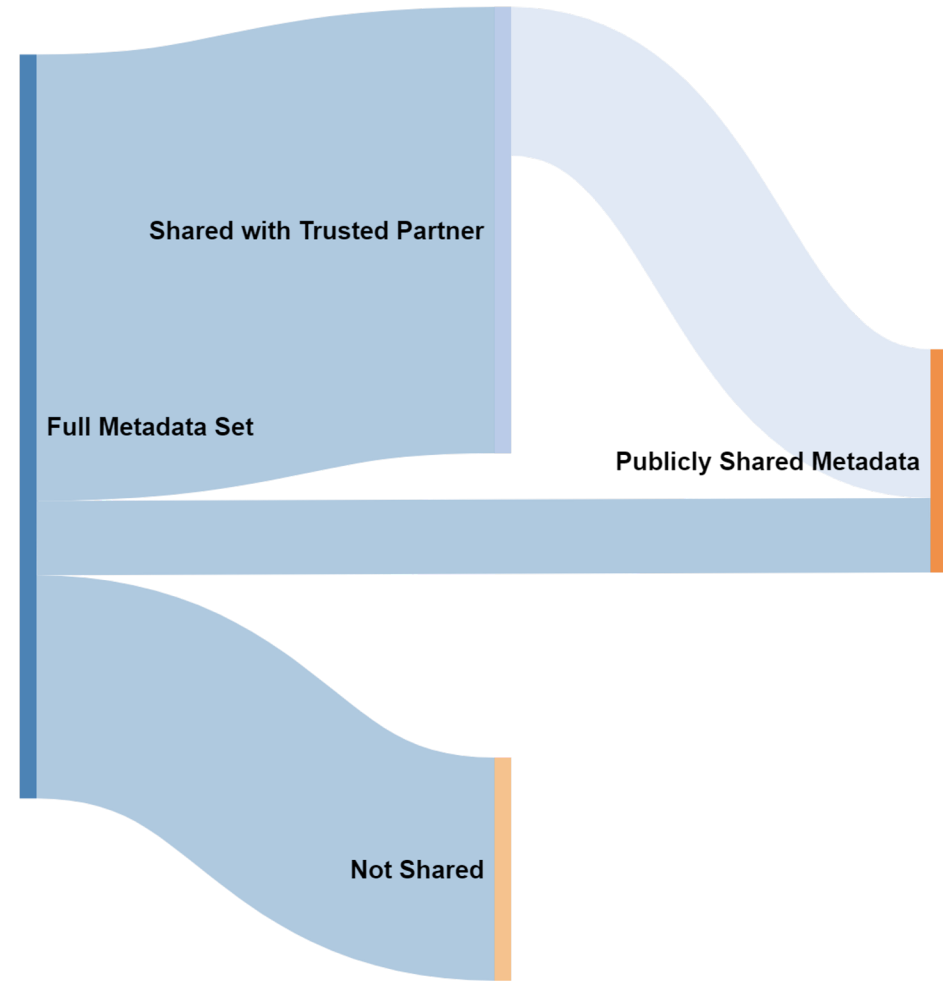 Shared with Trusted Partner
Full Metadata Set
Publicly Shared Metadata
Not Shared